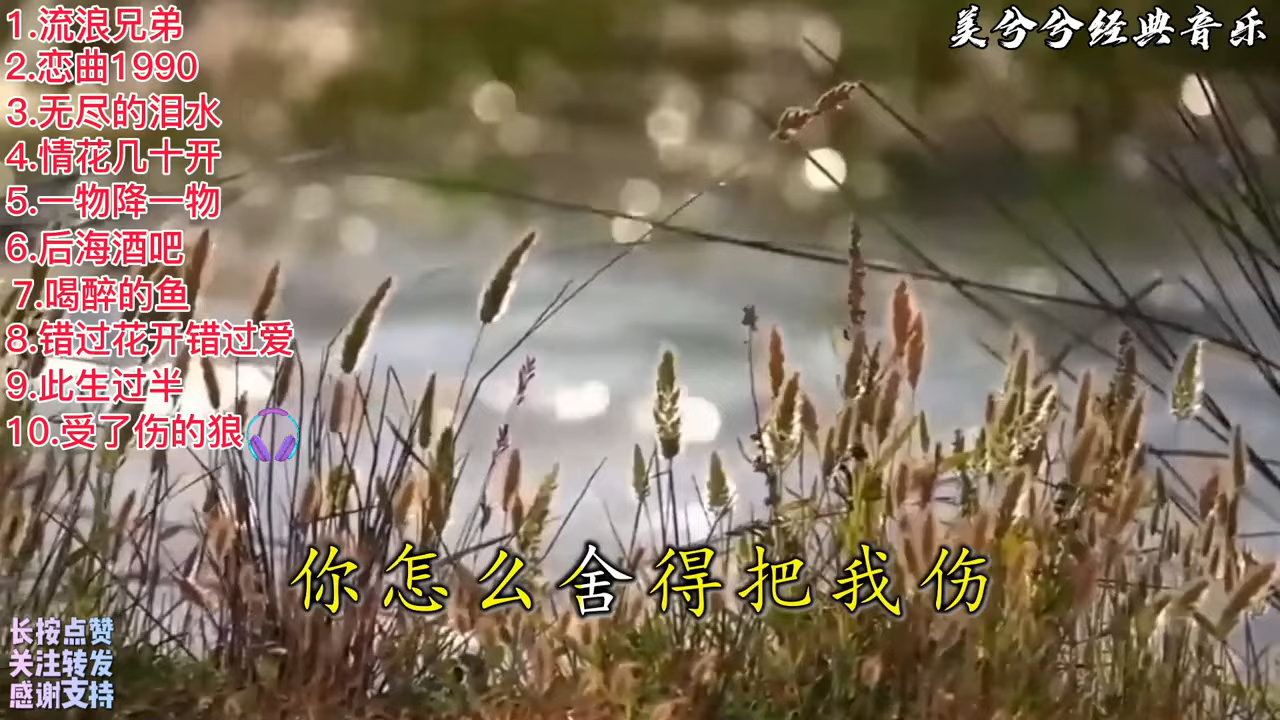 美兮兮经典音乐
1.流浪兄弟
2.恋曲1990
3.无尽的泪水
4.情花几十开
5.一物降一物
6.后海酒吧
7.喝醉的鱼
8.错过花开错过爱
9.此生过半
10.受了伤的狼
你怎么舍得把我伤
长按点赞
关注转发
感谢支持